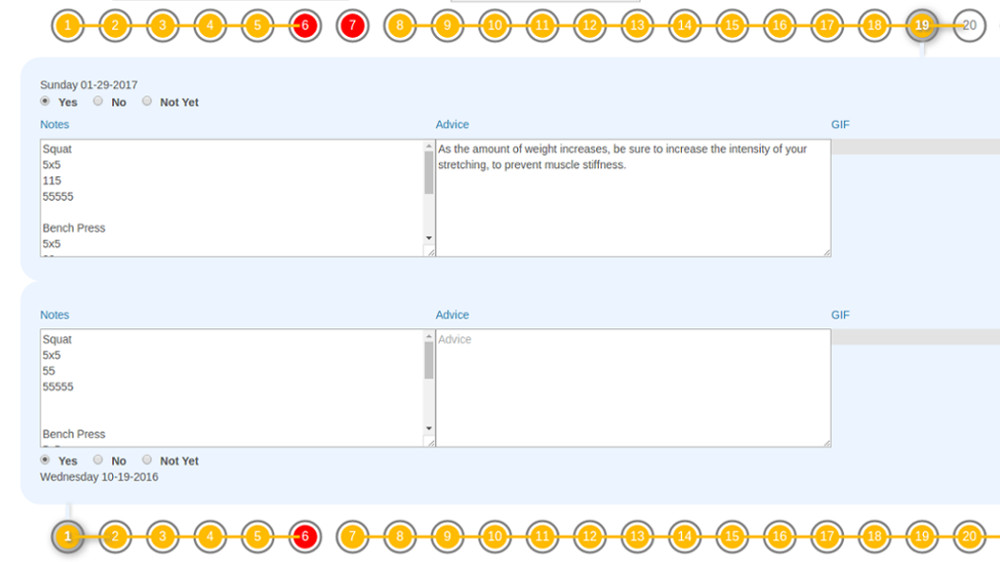 1 2 3 4 5 6 7 8 9 10 11 12 13 14 15 16 17 18 19 20
Sunday 01-29-2017
Yes No Not Yet
Notes Advice GIF
Squat
5x5
115
55555
Bench Press
5x5
As the amount of weight increases, be sure to increase the intensity of your
stretching, to prevent muscle stiffness.
Notes Advice GIF
Squat
5x5
55
55555
Bench Press
Advice
Yes No Not Yet
Wednesday 10-19-2016
1 2 3 4 5 6 7 8 9 10 11 12 13 14 15 16 17 18 19 20